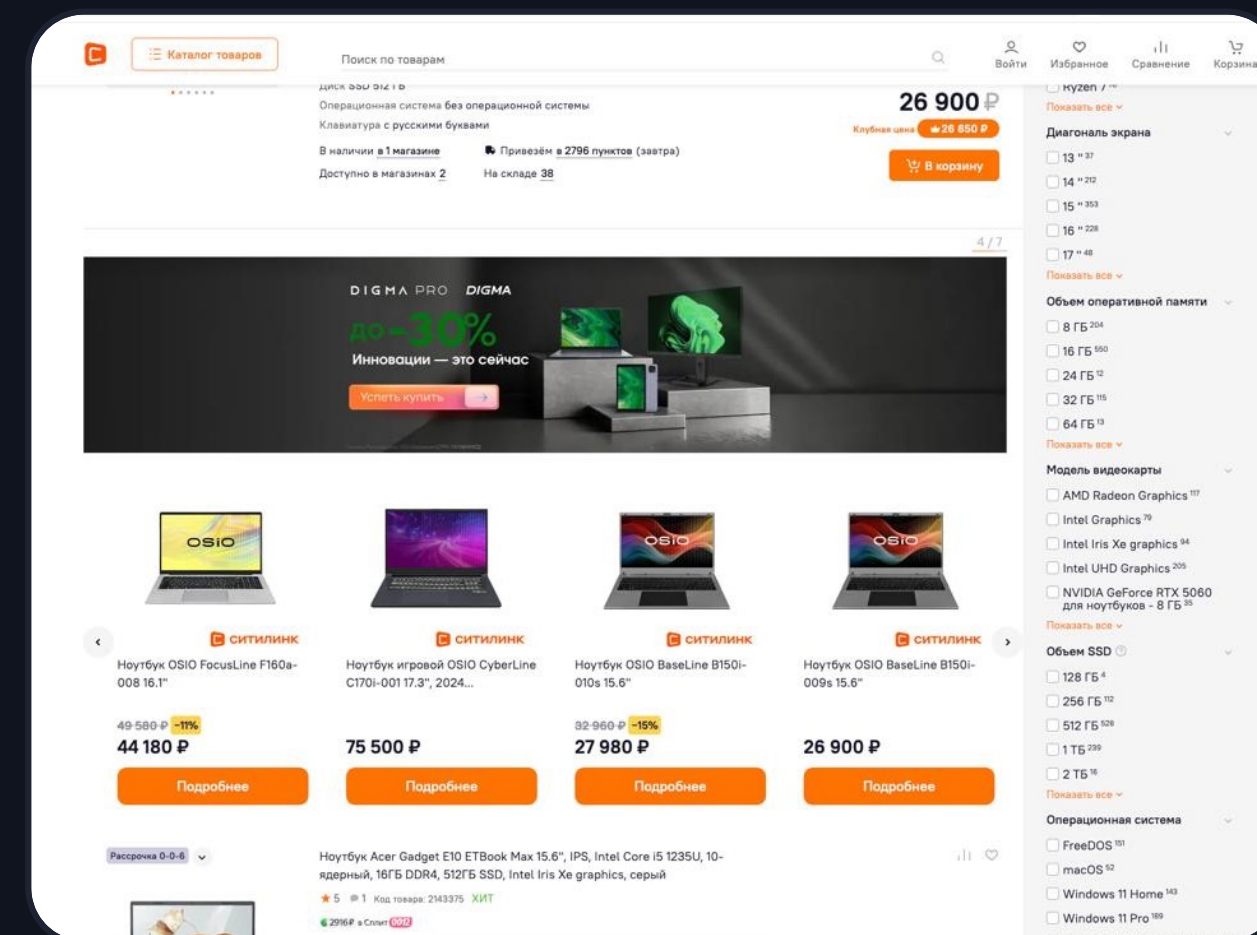 Каталог товаров
Поиск по товарам
Войти
Избранное
Сравнение
Корзина
Диск SSD 512 ГБ
Операционная система без операционной системы
Клавиатура с русскими буквами
В наличии в 1 магазине
Привезём в 2796 пунктов (завтра)
Доступно в магазинах 2
На складе 38
26 900 ₽
Клубная цена 26 650 ₽
В корзину
4 / 7
DIGMA PRO DIGMA
до -30%
Инновации — это сейчас
Успеть купить
OSIO
OSIO
OSIO
СИТИЛИНК
СИТИЛИНК
СИТИЛИНК
СИТИЛИНК
Ноутбук OSIO FocusLine F160a-
008 16.1"
49 580 ₽ -11%
44 180 ₽
Подробнее
Ноутбук игровой OSIO CyberLine
C170i-001 17.3", 2024...
75 500 ₽
Подробнее
Ноутбук OSIO BaseLine B150i-
010s 15.6"
32 960 ₽ -15%
27 980 ₽
Подробнее
Ноутбук OSIO BaseLine B150i-
009s 15.6"
26 900 ₽
Подробнее
Рассрочка 0-0-6
Ноутбук Acer Gadget E10 ETBook Max 15.6", IPS, Intel Core i5 1235U, 10-
ядерный, 16ГБ DDR4, 512ГБ SSD, Intel Iris Xe graphics, серый
5 1 Код товара: 2143375 ХИТ
2916₽ в Сплит 0012
Ryzen 7
Показать все
Диагональ экрана
13 " 37
14 " 212
15 " 353
16 " 228
17 " 48
Показать все
Объем оперативной памяти
8 ГБ 204
16 ГБ 550
24 ГБ 12
32 ГБ 115
64 ГБ 13
Показать все
Модель видеокарты
AMD Radeon Graphics 117
Intel Graphics 79
Intel Iris Xe graphics 94
Intel UHD Graphics 205
NVIDIA GeForce RTX 5060
для ноутбуков - 8 ГБ 35
Показать все
Объем SSD
128 ГБ 4
256 ГБ 112
512 ГБ 528
1 ТБ 239
2 ТБ 16
Показать все
Операционная система
FreeDOS 151
macOS 52
Windows 11 Home 143
Windows 11 Pro 189